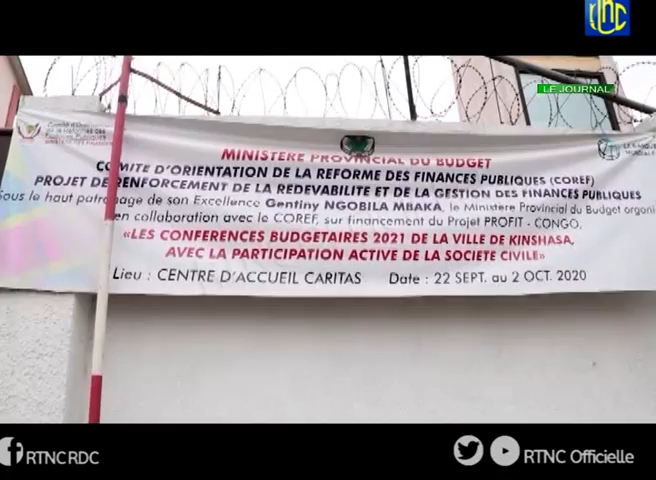 rtnc
LE JOURNAL
MINISTERE PROVINCIAL DU BUDGET
COMITE D'ORIENTATION DE LA REFORME DES FINANCES PUBLIQUES (COREF)
PROJET DE RENFORCEMENT DE LA REDEVABILITE ET DE LA GESTION DES FINANCES PUBLIQUES
Sous le haut patronage de son Excellence Gentiny NGOBILA MBAKA, le Ministère Provincial du Budget organi
en collaboration avec le COREF, sur financement du Projet PROFIT - CONGO,
«LES CONFERENCES BUDGETAIRES 2021 DE LA VILLE DE KINSHASA,
AVEC LA PARTICIPATION ACTIVE DE LA SOCIETE CIVILE»
Lieu : CENTRE D'ACCUEIL CARITAS Date : 22 SEPT. au 2 OCT. 2020
RTNCRDC
RTNC Officielle